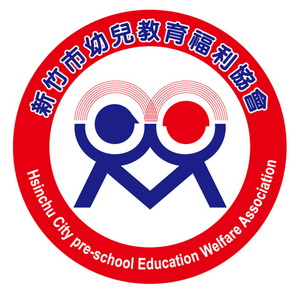 新竹市幼兒教育福利協會
Hsinchu City pre-school Education Welfare Association